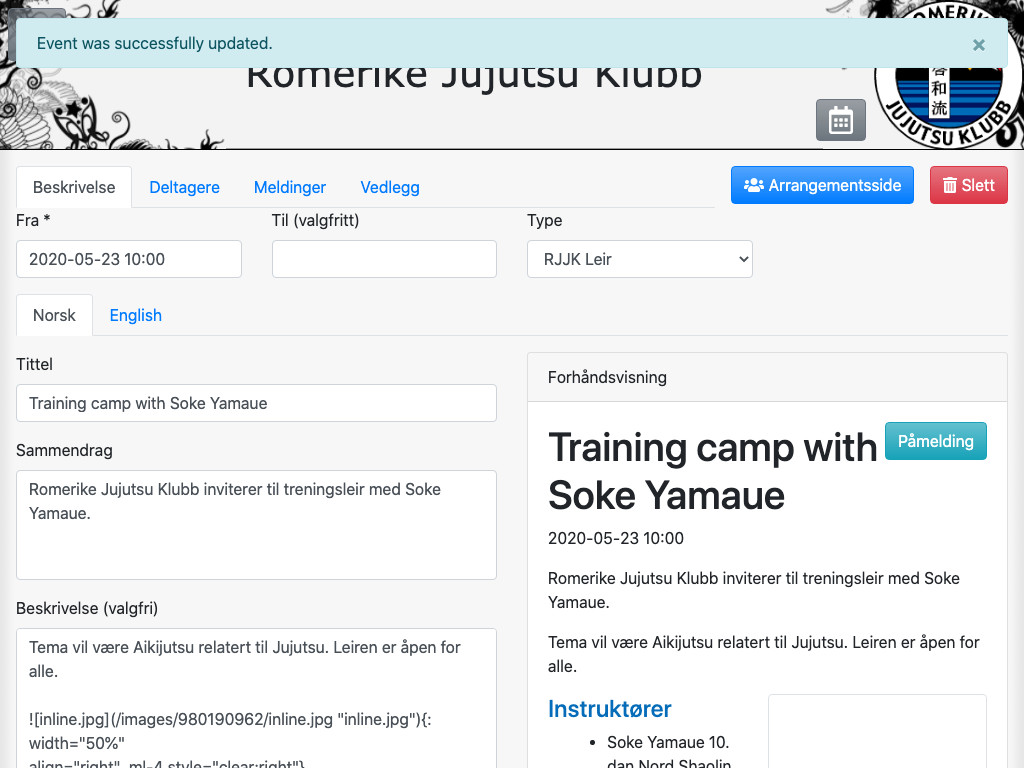 Event was successfully updated.
×
Romerike Jujutsu Klubb
JUJUTSU KLUBB
和
流
Beskrivelse
Deltagere
Meldinger
Vedlegg
Arrangementsside
Slett
Fra *
Til (valgfritt)
Type
2020-05-23 10:00
RJJK Leir
Norsk
English
Tittel
Training camp with Soke Yamaue
Sammendrag
Romerike Jujutsu Klubb inviterer til treningsleir med Soke
Yamaue.
Beskrivelse (valgfri)
Tema vil være Aikijutsu relatert til Jujutsu. Leiren er åpen for
alle.
![inline.jpg](/images/980190962/inline.jpg "inline.jpg"){:
width="50%"
align="right" .ml-4 style="clear:right"}
Forhåndsvisning
Training camp with
Soke Yamaue
Påmelding
2020-05-23 10:00
Romerike Jujutsu Klubb inviterer til treningsleir med Soke
Yamaue.
Tema vil være Aikijutsu relatert til Jujutsu. Leiren er åpen for
alle.
Instruktører
• Soke Yamaue 10.
dan Nord Shaolin